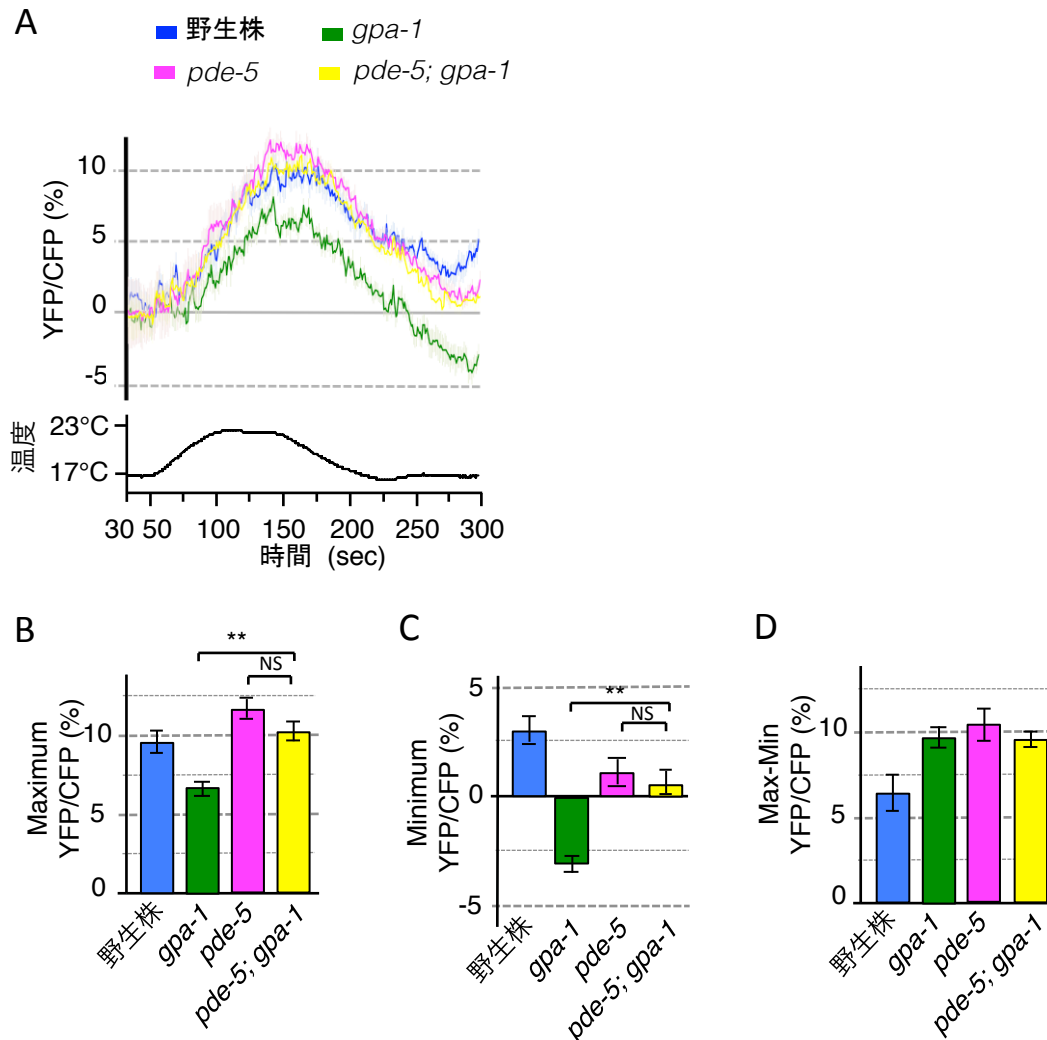 A
野生株 gpa-1
pde-5 pde-5; gpa-1
YFP/CFP (%)
10
5
0
-5
温度
23°C
17°C
30 50 100 150 200 250 300
時間 (sec)
B
Maximum
YFP/CFP (%)
**
NS
10
5
0
野生株
gpa-1
pde-5
pde-5; gpa-1
C
Minimum
YFP/CFP (%)
**
NS
5
0
-5
野生株
gpa-1
pde-5
pde-5; gpa-1
D
Max-Min
YFP/CFP (%)
10
5
0
野生株
gpa-1
pde-5
pde-5; gpa-1